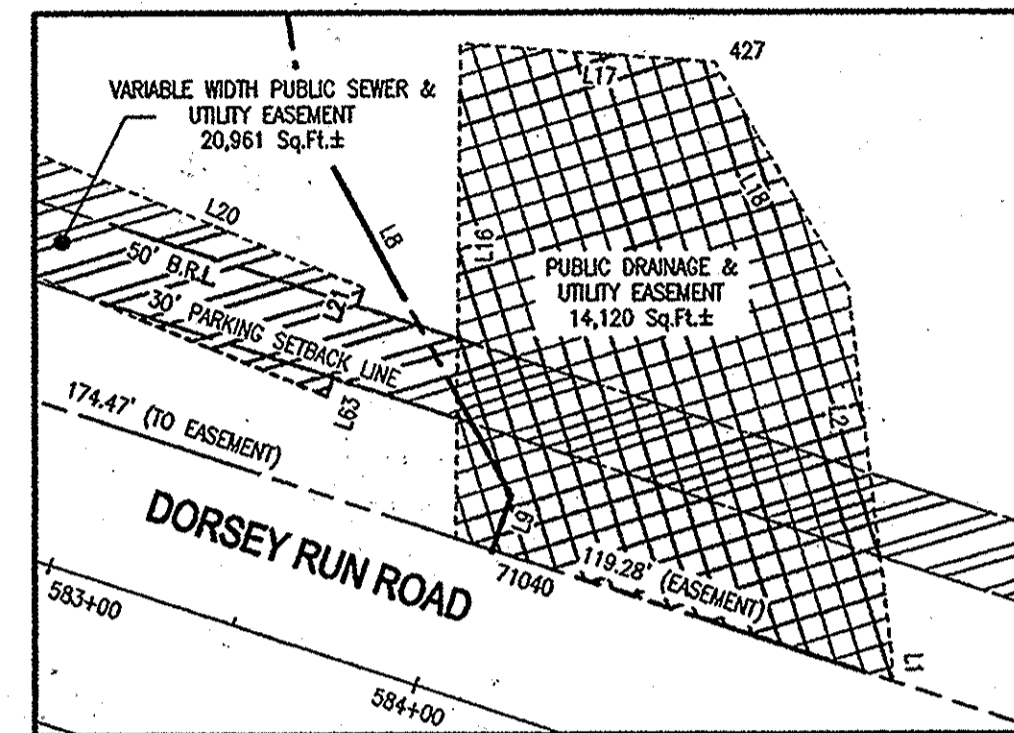 427
VARIABLE WIDTH PUBLIC SEWER &
UTILITY EASEMENT
20,961 Sq.Ft.±
L17
L18
L20
L8
L16
50' B.R.L.
L21
PUBLIC DRAINAGE &
UTILITY EASEMENT
14,120 Sq.Ft.±
30' PARKING SETBACK LINE
L63
L2
174.47' (TO EASEMENT)
L9
DORSEY RUN ROAD
71040
119.28' (EASEMENT)
583+00
L1
584+00